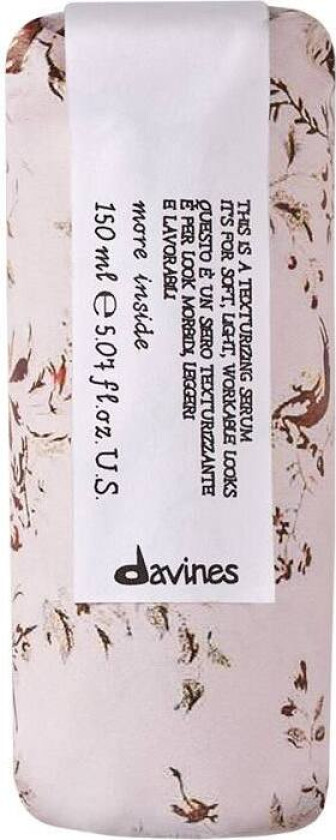 THIS IS A TEXTURIZING SERUM
IT'S FOR SOFT, LIGHT, WORKABLE LOOKS
QUESTO È UN SIERO TEXTURIZZANTE
È PER LOOK MORBIDI, LEGGERI
E LAVORABILI
more inside
150 ml ℮ 5.07 fl.oz. U.S.
davines